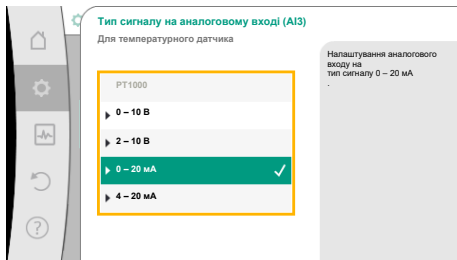 Тип сигналу на аналоговому вході (AI3)
Для температурного датчика
PT1000
0 – 10 В
2 – 10 В
0 – 20 мА
4 – 20 мА
Налаштування аналогового
входу на
тип сигналу 0 – 20 мА
.
?